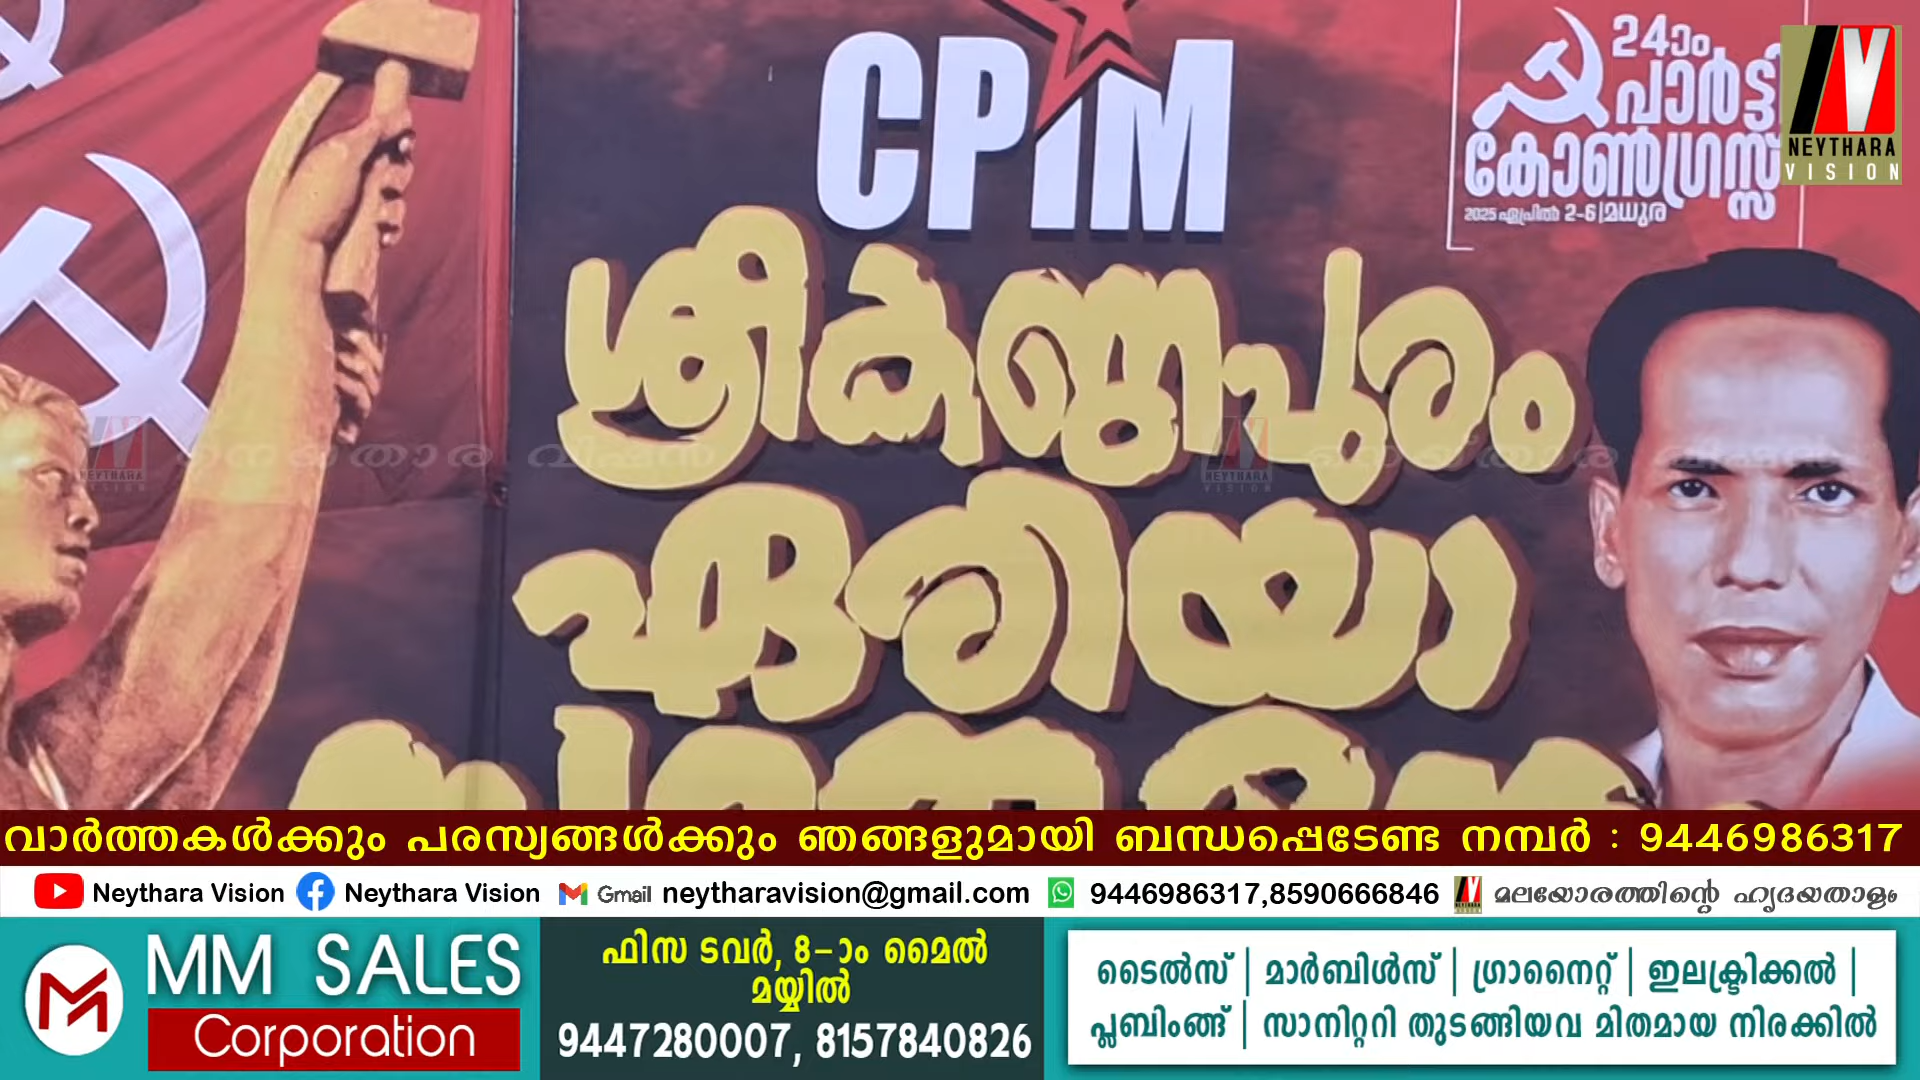 CPIM
24ാം
പാർട്ടി
കോൺഗ്രസ്സ്
2025 ഏപ്രിൽ 2-6|മധുര
NEYTHARA
VISION
ശ്രീകണ്ഠപുരം
ഏരിയാ
നെയ്താര വിഷൻ
വാർത്തകൾക്കും പരസ്യങ്ങൾക്കും ഞങ്ങളുമായി ബന്ധപ്പെടേണ്ട നമ്പർ : 9446986317
Neythara Vision Neythara Vision Gmail neytharavision@gmail.com 9446986317,8590666846 മലയോരത്തിന്റെ ഹൃദയതാളം
MM SALES
Corporation
ഫിസ ടവർ, 8-ാം മൈൽ
മയ്യിൽ
9447280007, 8157840826
ടൈൽസ് | മാർബിൾസ് | ഗ്രാനൈറ്റ് | ഇലക്ട്രിക്കൽ |
പ്ലബിംങ്ങ് | സാനിറ്ററി തുടങ്ങിയവ മിതമായ നിരക്കിൽ